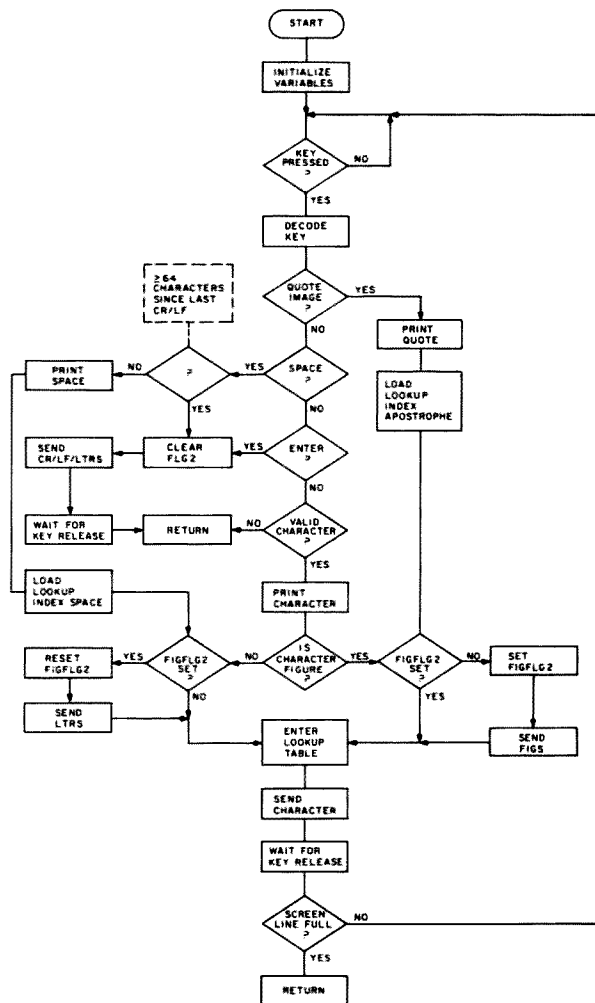 START
INITIALIZE
VARIABLES
KEY
PRESSED
?
NO
YES
DECODE
KEY
≥64
CHARACTERS
SINCE LAST
CR/LF
QUOTE
IMAGE
?
YES
NO
PRINT
QUOTE
PRINT
SPACE
NO
?
YES
SPACE
?
YES
NO
LOAD
LOOKUP
INDEX
APOSTROPHE
SEND
CR/LF/LTRS
CLEAR
FLG2
YES
ENTER
?
NO
WAIT FOR
KEY RELEASE
RETURN
NO
VALID
CHARACTER
?
YES
LOAD
LOOKUP
INDEX SPACE
PRINT
CHARACTER
RESET
FIGFLG2
YES
FIGFLG2
SET
?
NO
NO
IS
CHARACTER
FIGURE
?
YES
FIGFLG2
SET
?
NO
YES
SET
FIGFLG2
SEND
LTRS
ENTER
LOOKUP
TABLE
SEND
FIGS
SEND
CHARACTER
WAIT FOR
KEY RELEASE
SCREEN
LINE FULL
?
NO
YES
RETURN